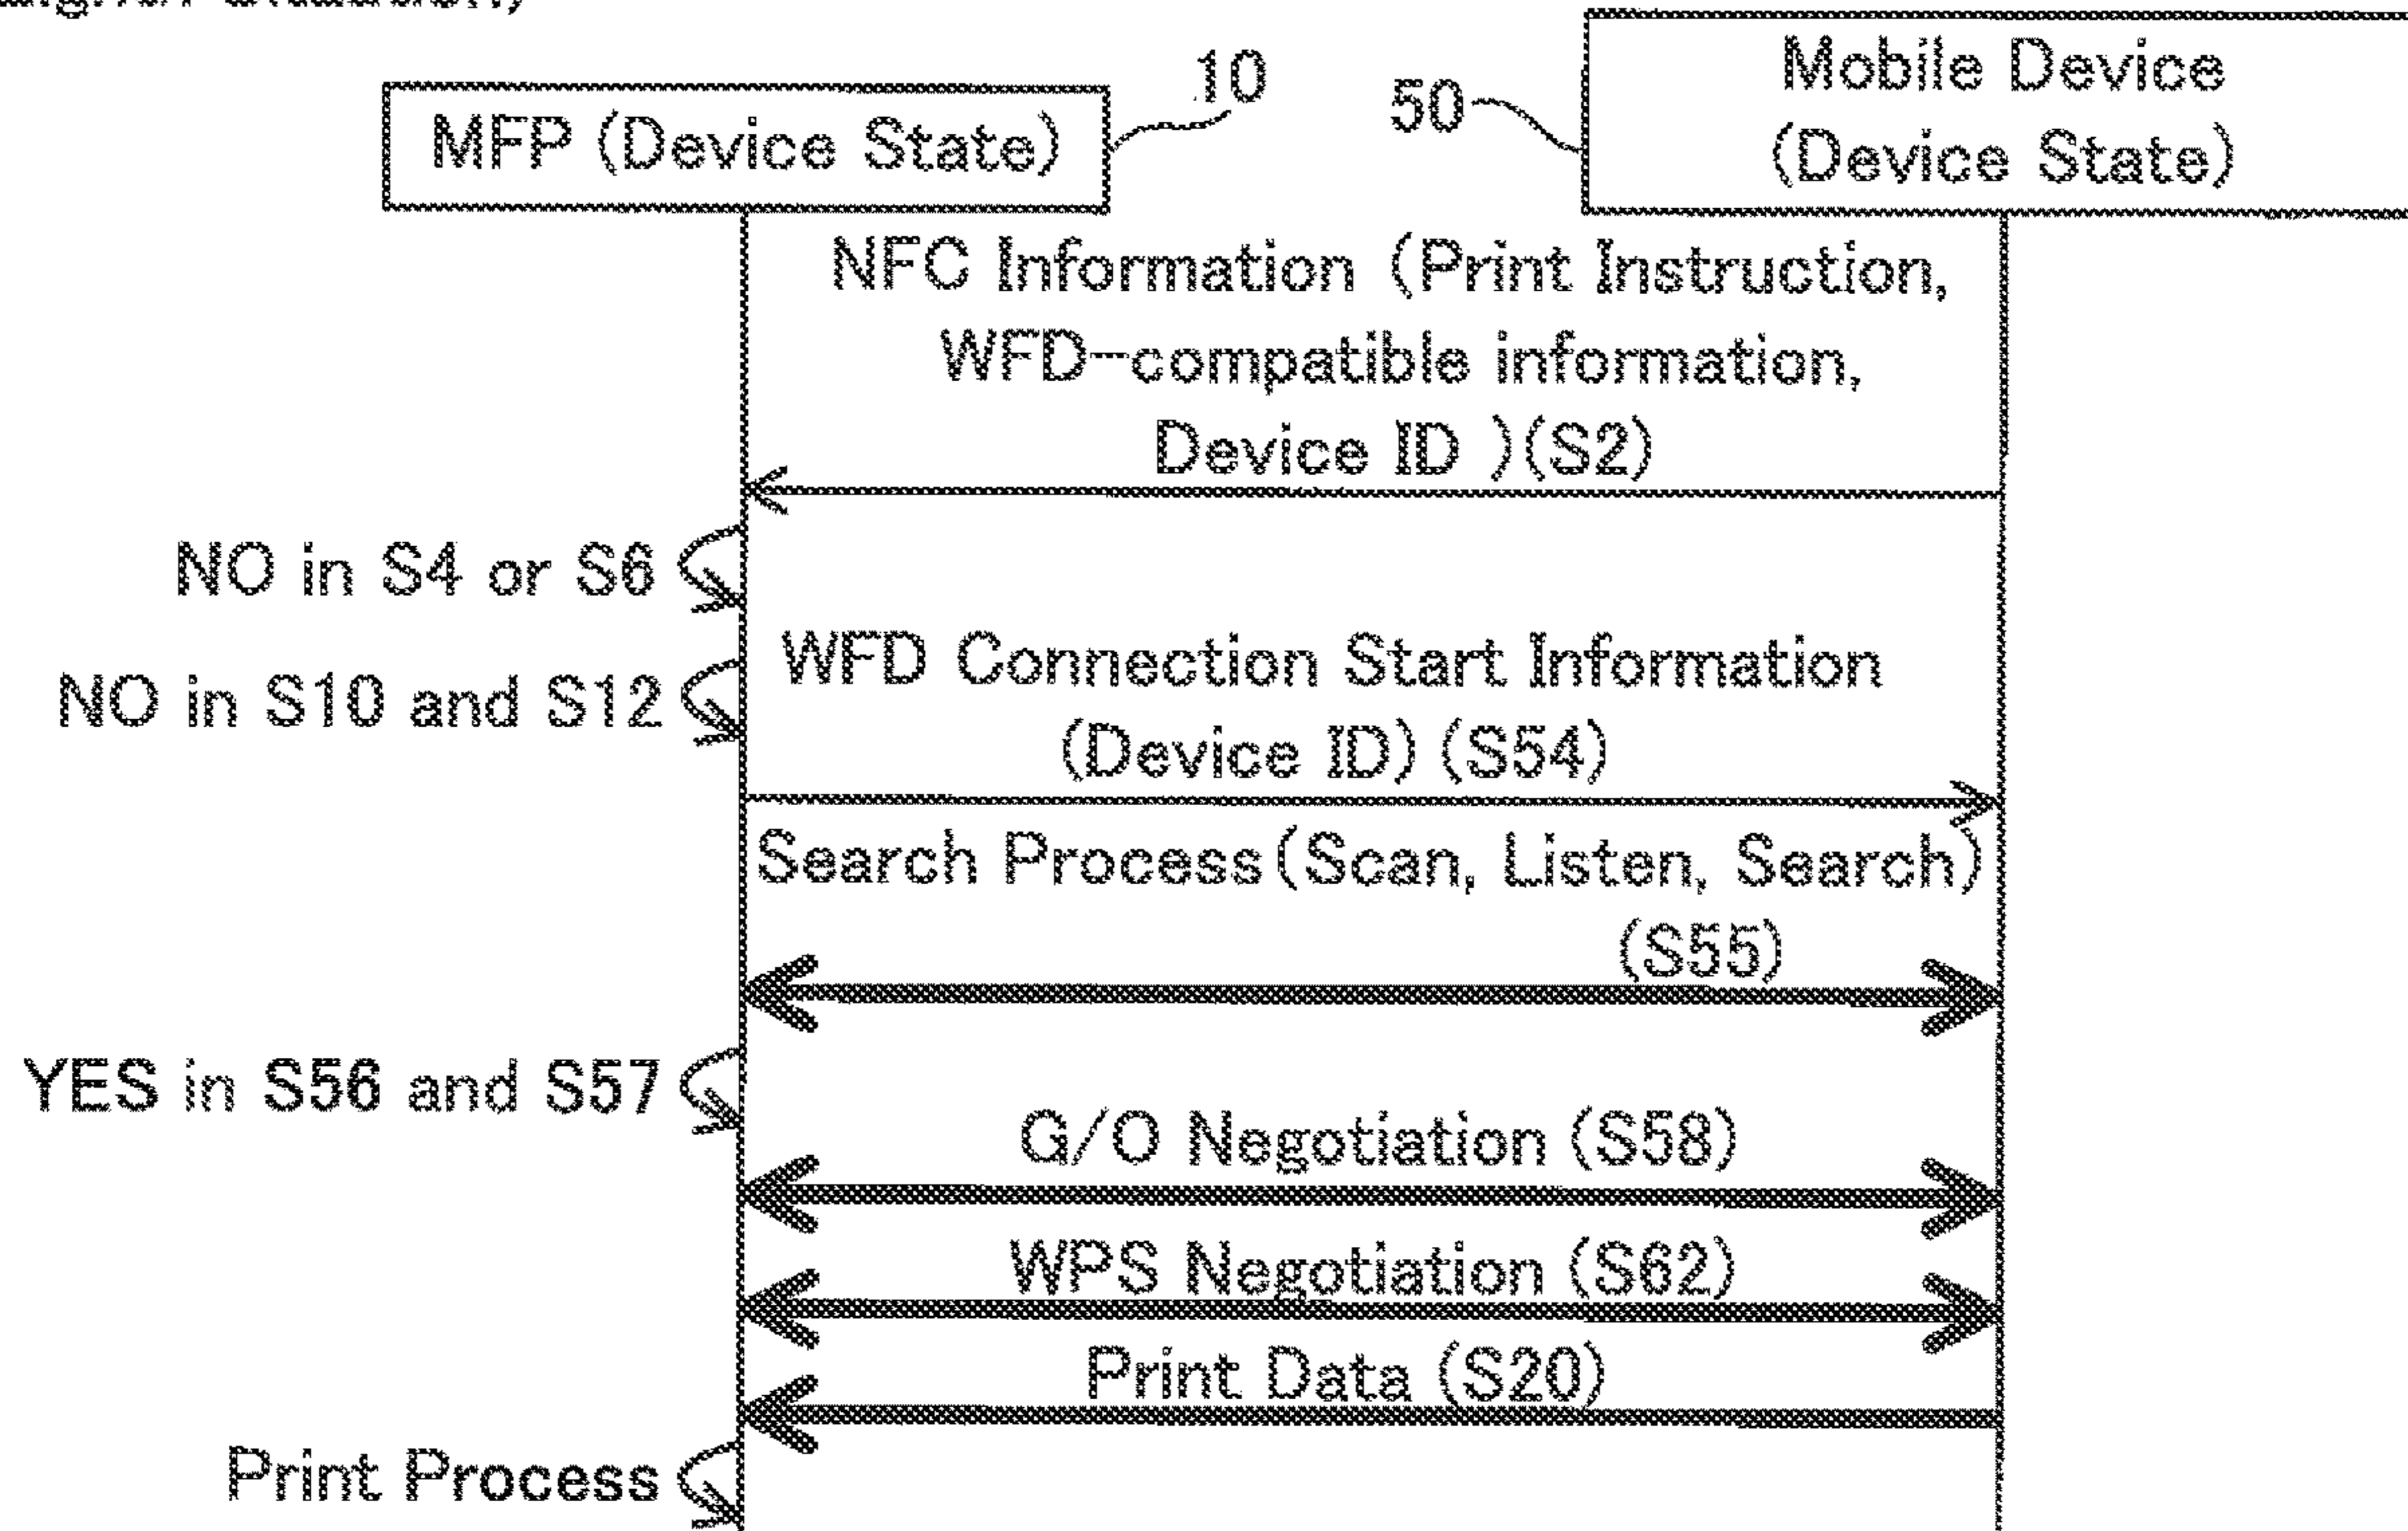 10
MFP (Device State)
50
Mobile Device
(Device State)
NFC Information (Print Instruction,
WFD-compatible information,
Device ID )(S2)
NO in S4 or S6
WFD Connection Start Information
NO in S10 and S12
(Device ID) (S54)
Search Process(Scan, Listen, Search)
(S55)
YES in S56 and S57
G/O Negotiation (S58)
WPS Negotiation (S62)
Print Data (S20)
Print Process